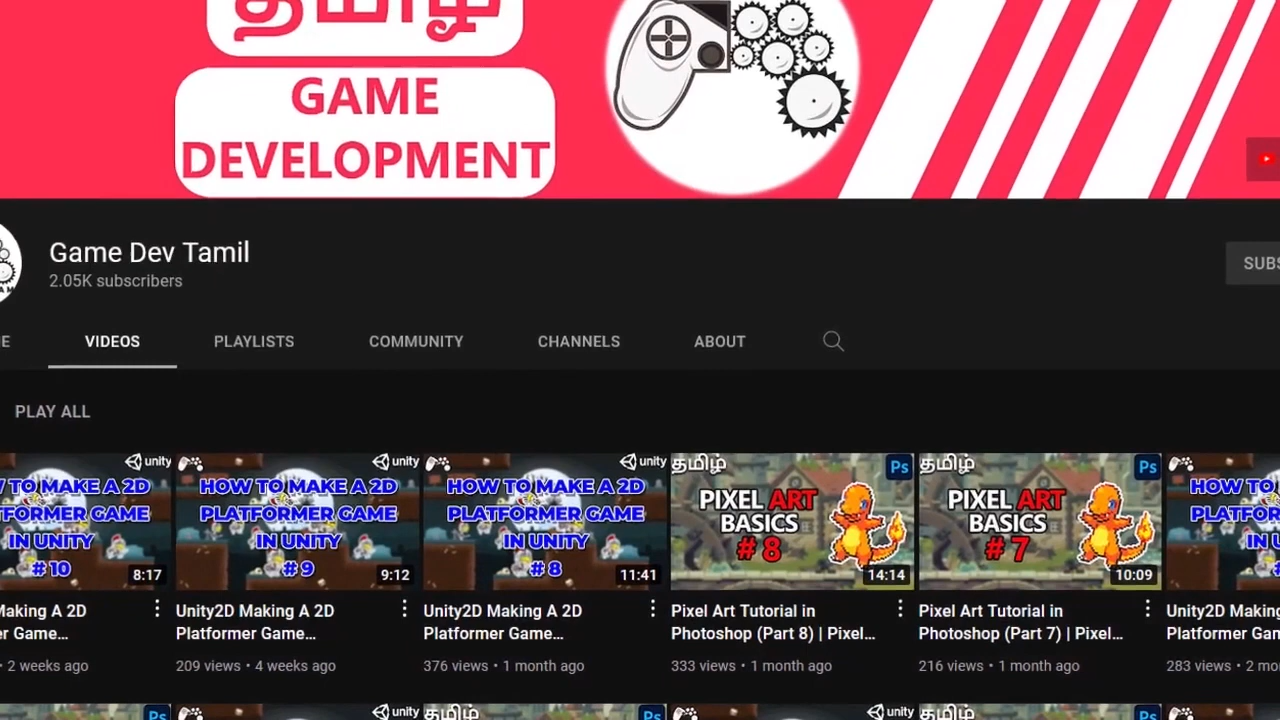 தமிழ்
GAME
DEVELOPMENT
Game Dev Tamil
2.05K subscribers
VIDEOS
PLAYLISTS
COMMUNITY
CHANNELS
ABOUT
PLAY ALL
unity
PLATFORMER GAME
IN UNITY
# 10
8:17
unity
HOW TO MAKE A 2D
PLATFORMER GAME
IN UNITY
# 9
9:12
unity
HOW TO MAKE A 2D
PLATFORMER GAME
IN UNITY
# 8
11:41
தமிழ்
Ps
PIXEL ART
BASICS
# 8
14:14
தமிழ்
Ps
PIXEL ART
BASICS
# 7
10:09
HOW TO
Making A 2D
Game...
2 weeks ago
Unity2D Making A 2D
Platformer Game...
209 views • 4 weeks ago
Unity2D Making A 2D
Platformer Game...
376 views • 1 month ago
Pixel Art Tutorial in
Photoshop (Part 8) | Pixel...
333 views • 1 month ago
Pixel Art Tutorial in
Photoshop (Part 7) | Pixel...
216 views • 1 month ago
Unity2D Making
Platformer
283 views • 2
Ps
unity
Ps
unity